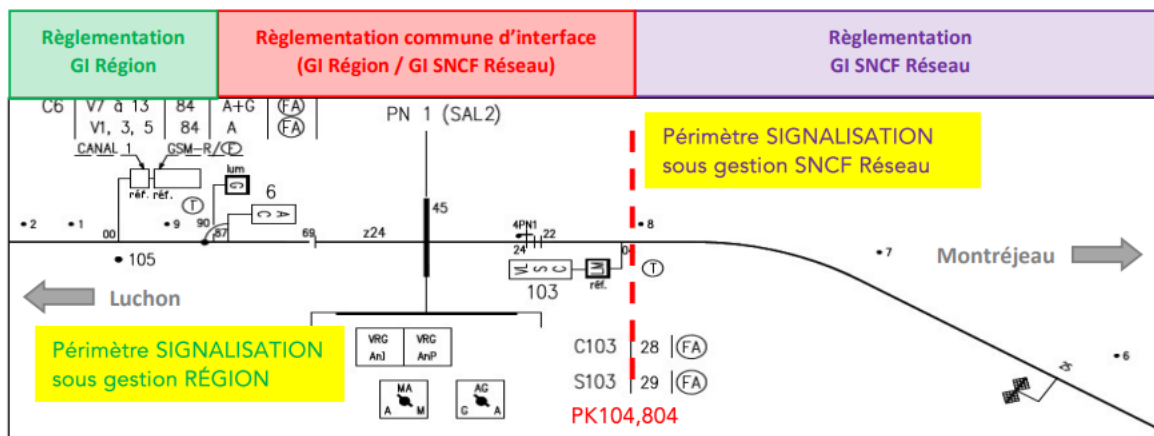 Règlementation
GI Région
Règlementation commune d'interface
(GI Région / GI SNCF Réseau)
Règlementation
GI SNCF Réseau
C6 V7 à 13 84 A+G (FA)
V1, 3, 5 84 A (FA)
CANAL 1 GSM-R/(F)
réf. réf.
T
lum
G
6
A C
PN 1 (SAL2)
Périmètre SIGNALISATION
sous gestion SNCF Réseau
2 1 9 90 45 4PN1 8
00 87 69 z24 24 22 04
105
VL S C
103
LM
réf.
T
7
Montréjeau
Luchon
VRG AnJ
VRG AnP
Périmètre SIGNALISATION
sous gestion RÉGION
MA
A M
AG
G A
C103 28 (FA)
S103 29 (FA)
PK104,804
25
6